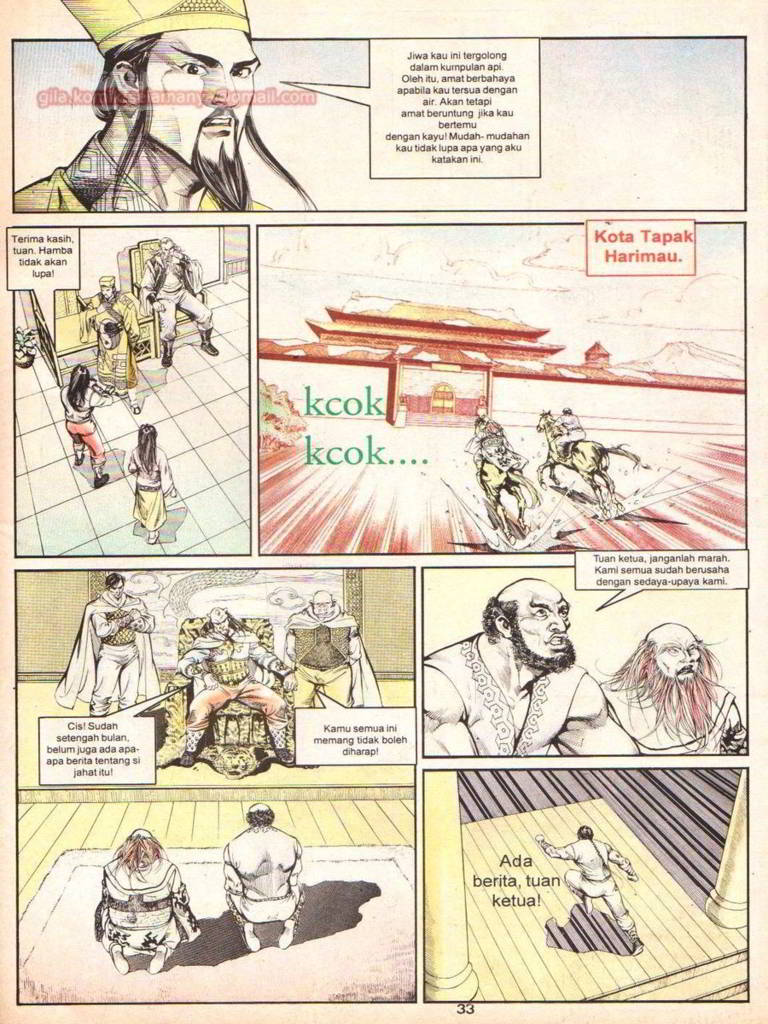 Jiwa kau ini tergolong
dalam kumpulan api.
Oleh itu, amat berbahaya
apabila kau tersua dengan
air. Akan tetapi
amat beruntung jika kau
bertemu
dengan kayu! Mudah- mudahan
kau tidak lupa apa yang aku
katakan ini.
Terima kasih,
tuan. Hamba
tidak akan
lupa!
Kota Tapak
Harimau.
kcok
kcok....
Cis! Sudah
setengah bulan,
belum juga ada apa-
apa berita tentang si
jahat itu!
Kamu semua ini
memang tidak boleh
diharap!
Tuan ketua, janganlah marah.
Kami semua sudah berusaha
dengan sedaya-upaya kami.
Ada
berita, tuan
ketua!
33